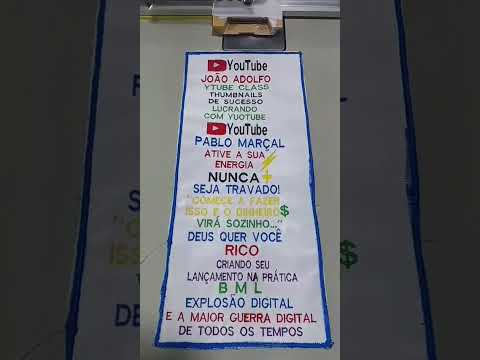 YouTube
JOÃO ADOLFO
YTUBE CLASS
THUMBNAILS
DE SUCESSO
LUCRANDO
COM YUOTUBE
YouTube
PABLO MARÇAL
ATIVE A SUA
ENERGIA
NUNCA +
SEJA TRAVADO!
"COMECE A FAZER
ISSO E O DINHEIRO$
VIRÁ SOZINHO..."
DEUS QUER VOCÊ
RICO
CRIANDO SEU
LANÇAMENTO NA PRÁTICA
B M L
EXPLOSÃO DIGITAL
E A MAIOR GUERRA DIGITAL
DE TODOS OS TEMPOS